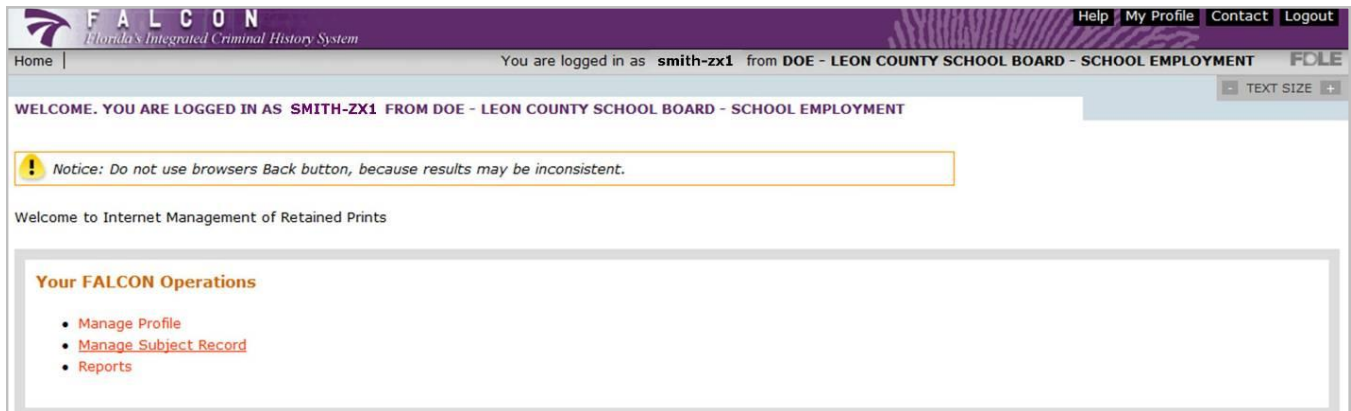 F A L C O N
Florida's Integrated Criminal History System
Help My Profile Contact Logout
Home | You are logged in as smith-zx1 from DOE - LEON COUNTY SCHOOL BOARD - SCHOOL EMPLOYMENT FDLE
- TEXT SIZE +
WELCOME. YOU ARE LOGGED IN AS SMITH-ZX1 FROM DOE - LEON COUNTY SCHOOL BOARD - SCHOOL EMPLOYMENT
! Notice: Do not use browsers Back button, because results may be inconsistent.
Welcome to Internet Management of Retained Prints
Your FALCON Operations
• Manage Profile
• Manage Subject Record
• Reports